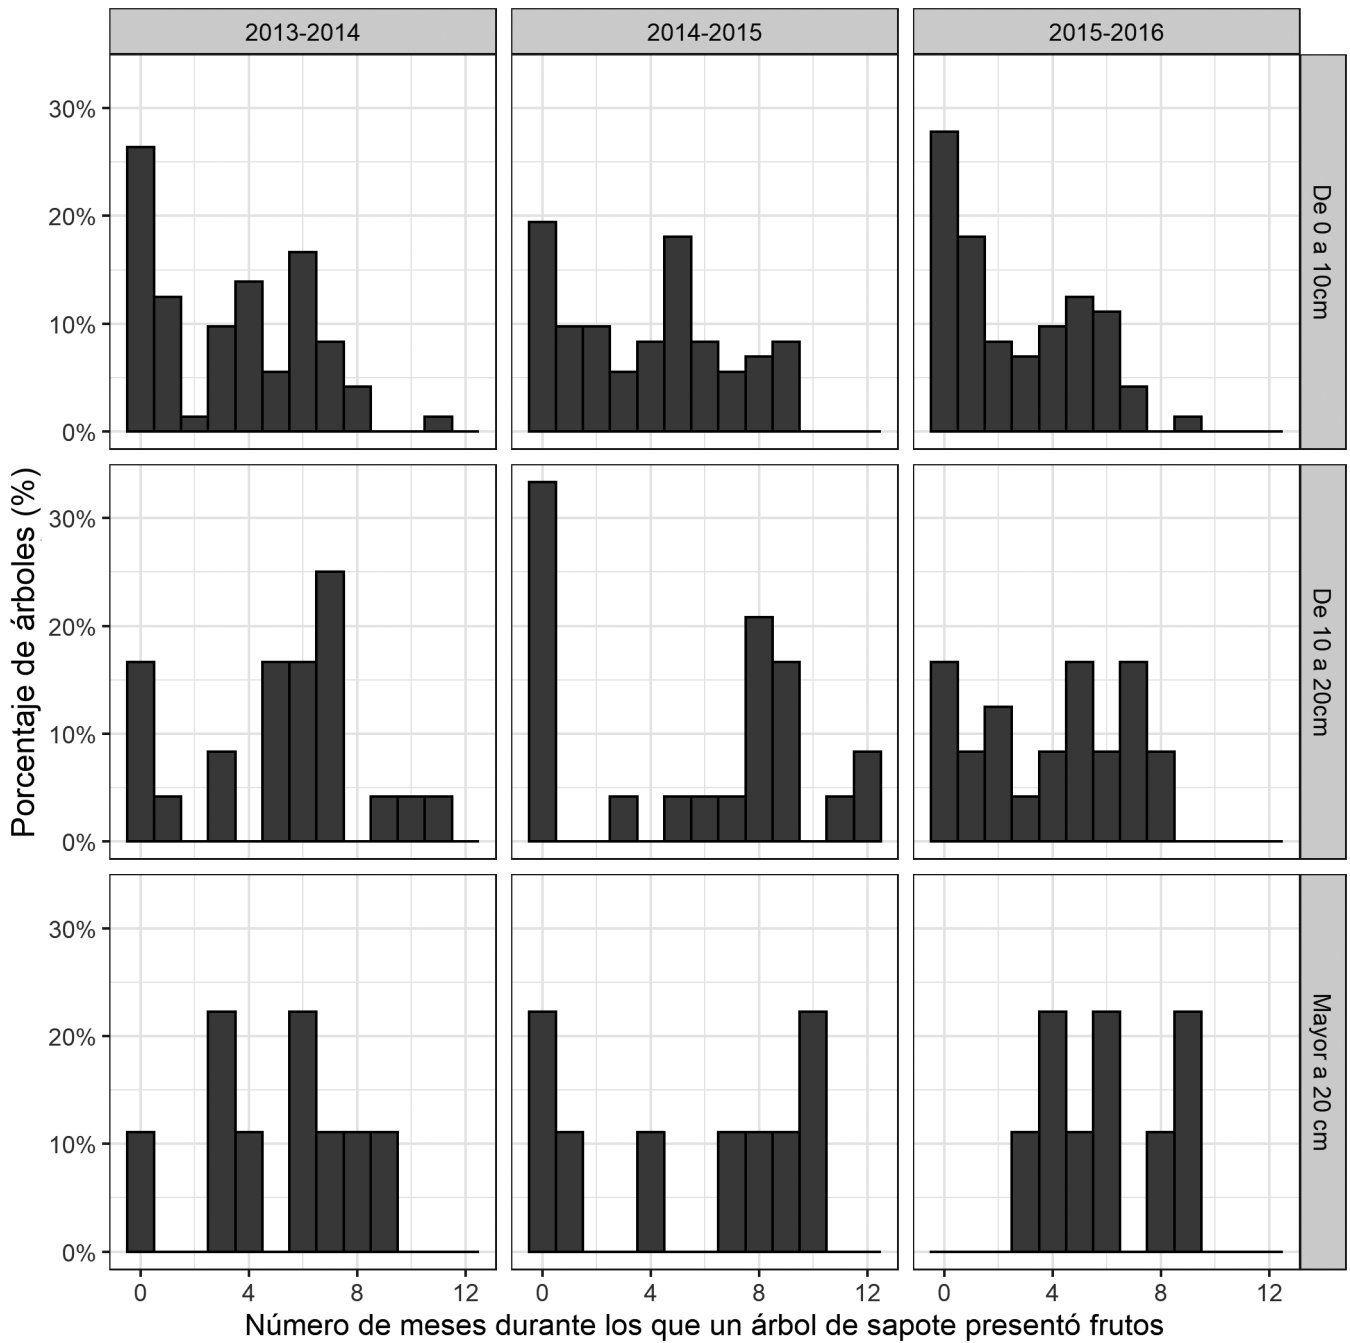 2013-2014
2014-2015
2015-2016
30%
20%
10%
0%
De 0 a 10cm
30%
20%
10%
0%
De 10 a 20cm
30%
20%
10%
0%
Mayor a 20 cm
Porcentaje de árboles (%)
0 4 8 12
0 4 8 12
0 4 8 12
Número de meses durante los que un árbol de sapote presentó frutos